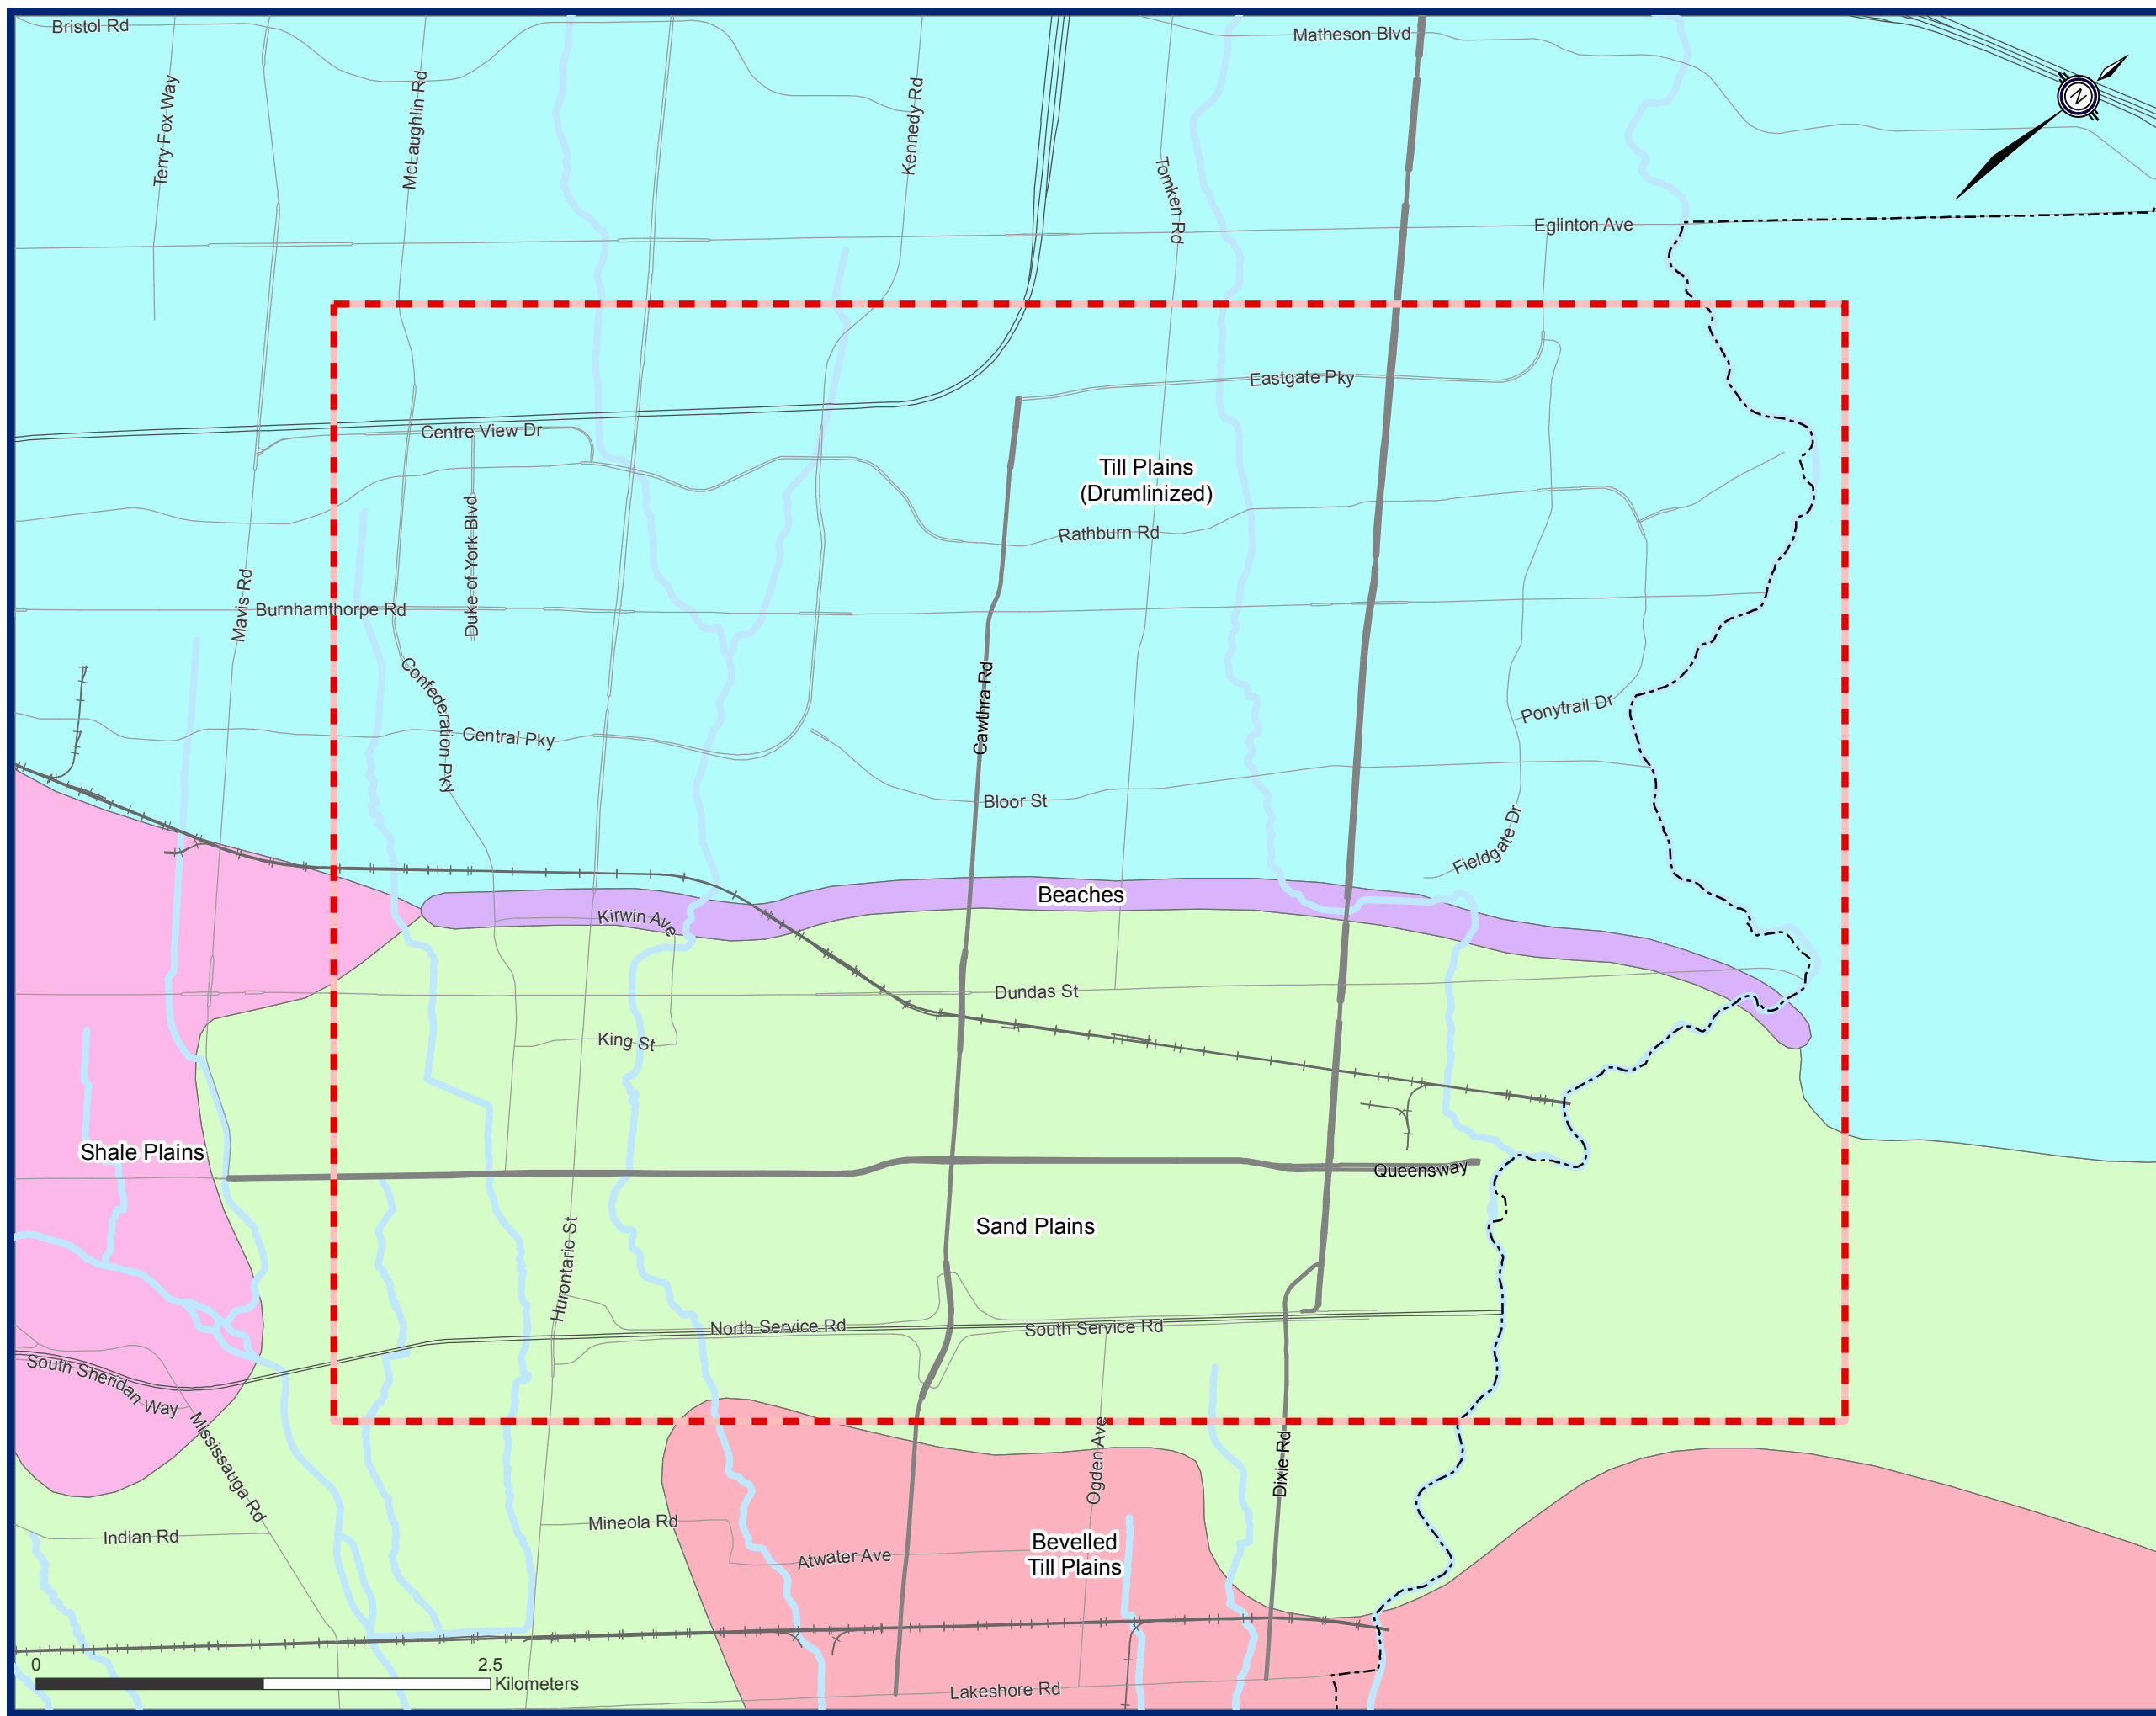 Bristol Rd
Matheson Blvd
Terry Fox Way
McLaughlin Rd
Kennedy Rd
N
Tomken Rd
Eglinton Ave
Eastgate Pky
Centre View Dr
Till Plains
(Drumlinized)
Duke of York Blvd
Rathburn Rd
Mavis Rd
Burnhamthorpe Rd
Confederation Pky
Cawthra Rd
Ponytrail Dr
Central Pky
Bloor St
Fieldgate Dr
Beaches
Kirwin Ave
Dundas St
King St
Shale Plains
Queensway
Sand Plains
Hurontario St
North Service Rd
South Service Rd
South Sheridan Way
Mississauga Rd
Ogden Ave
Dixie Rd
Indian Rd
Mineola Rd
Atwater Ave
Bevelled
Till Plains
0
2.5
Kilometers
Lakeshore Rd